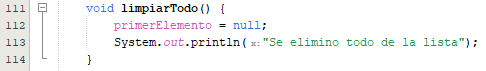 111 void limpiarTodo() {
112 primerElemento = null;
113 System.out.println(x:"Se elimino todo de la lista");
114 }